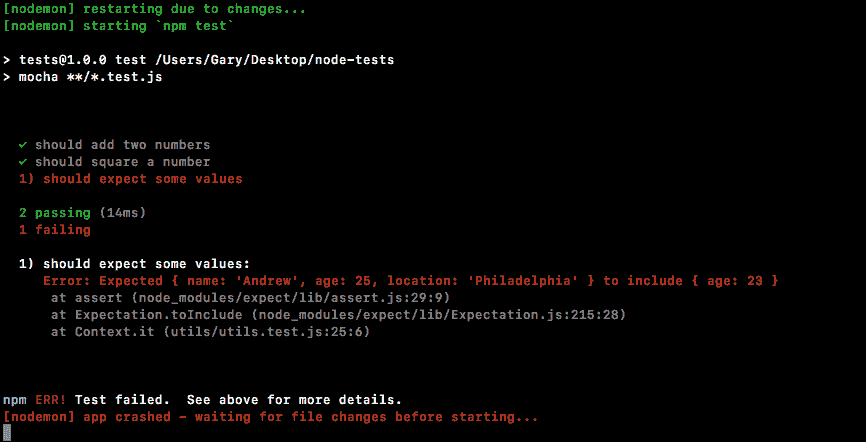 [nodemon] restarting due to changes...
[nodemon] starting `npm test`
> tests@1.0.0 test /Users/Gary/Desktop/node-tests
> mocha **/*.test.js
✓ should add two numbers
✓ should square a number
1) should expect some values
2 passing (14ms)
1 failing
1) should expect some values:
Error: Expected { name: 'Andrew', age: 25, location: 'Philadelphia' } to include { age: 23 }
at assert (node_modules/expect/lib/assert.js:29:9)
at Expectation.toInclude (node_modules/expect/lib/Expectation.js:215:28)
at Context.it (utils/utils.test.js:25:6)
npm ERR! Test failed.  See above for more details.
[nodemon] app crashed - waiting for file changes before starting...